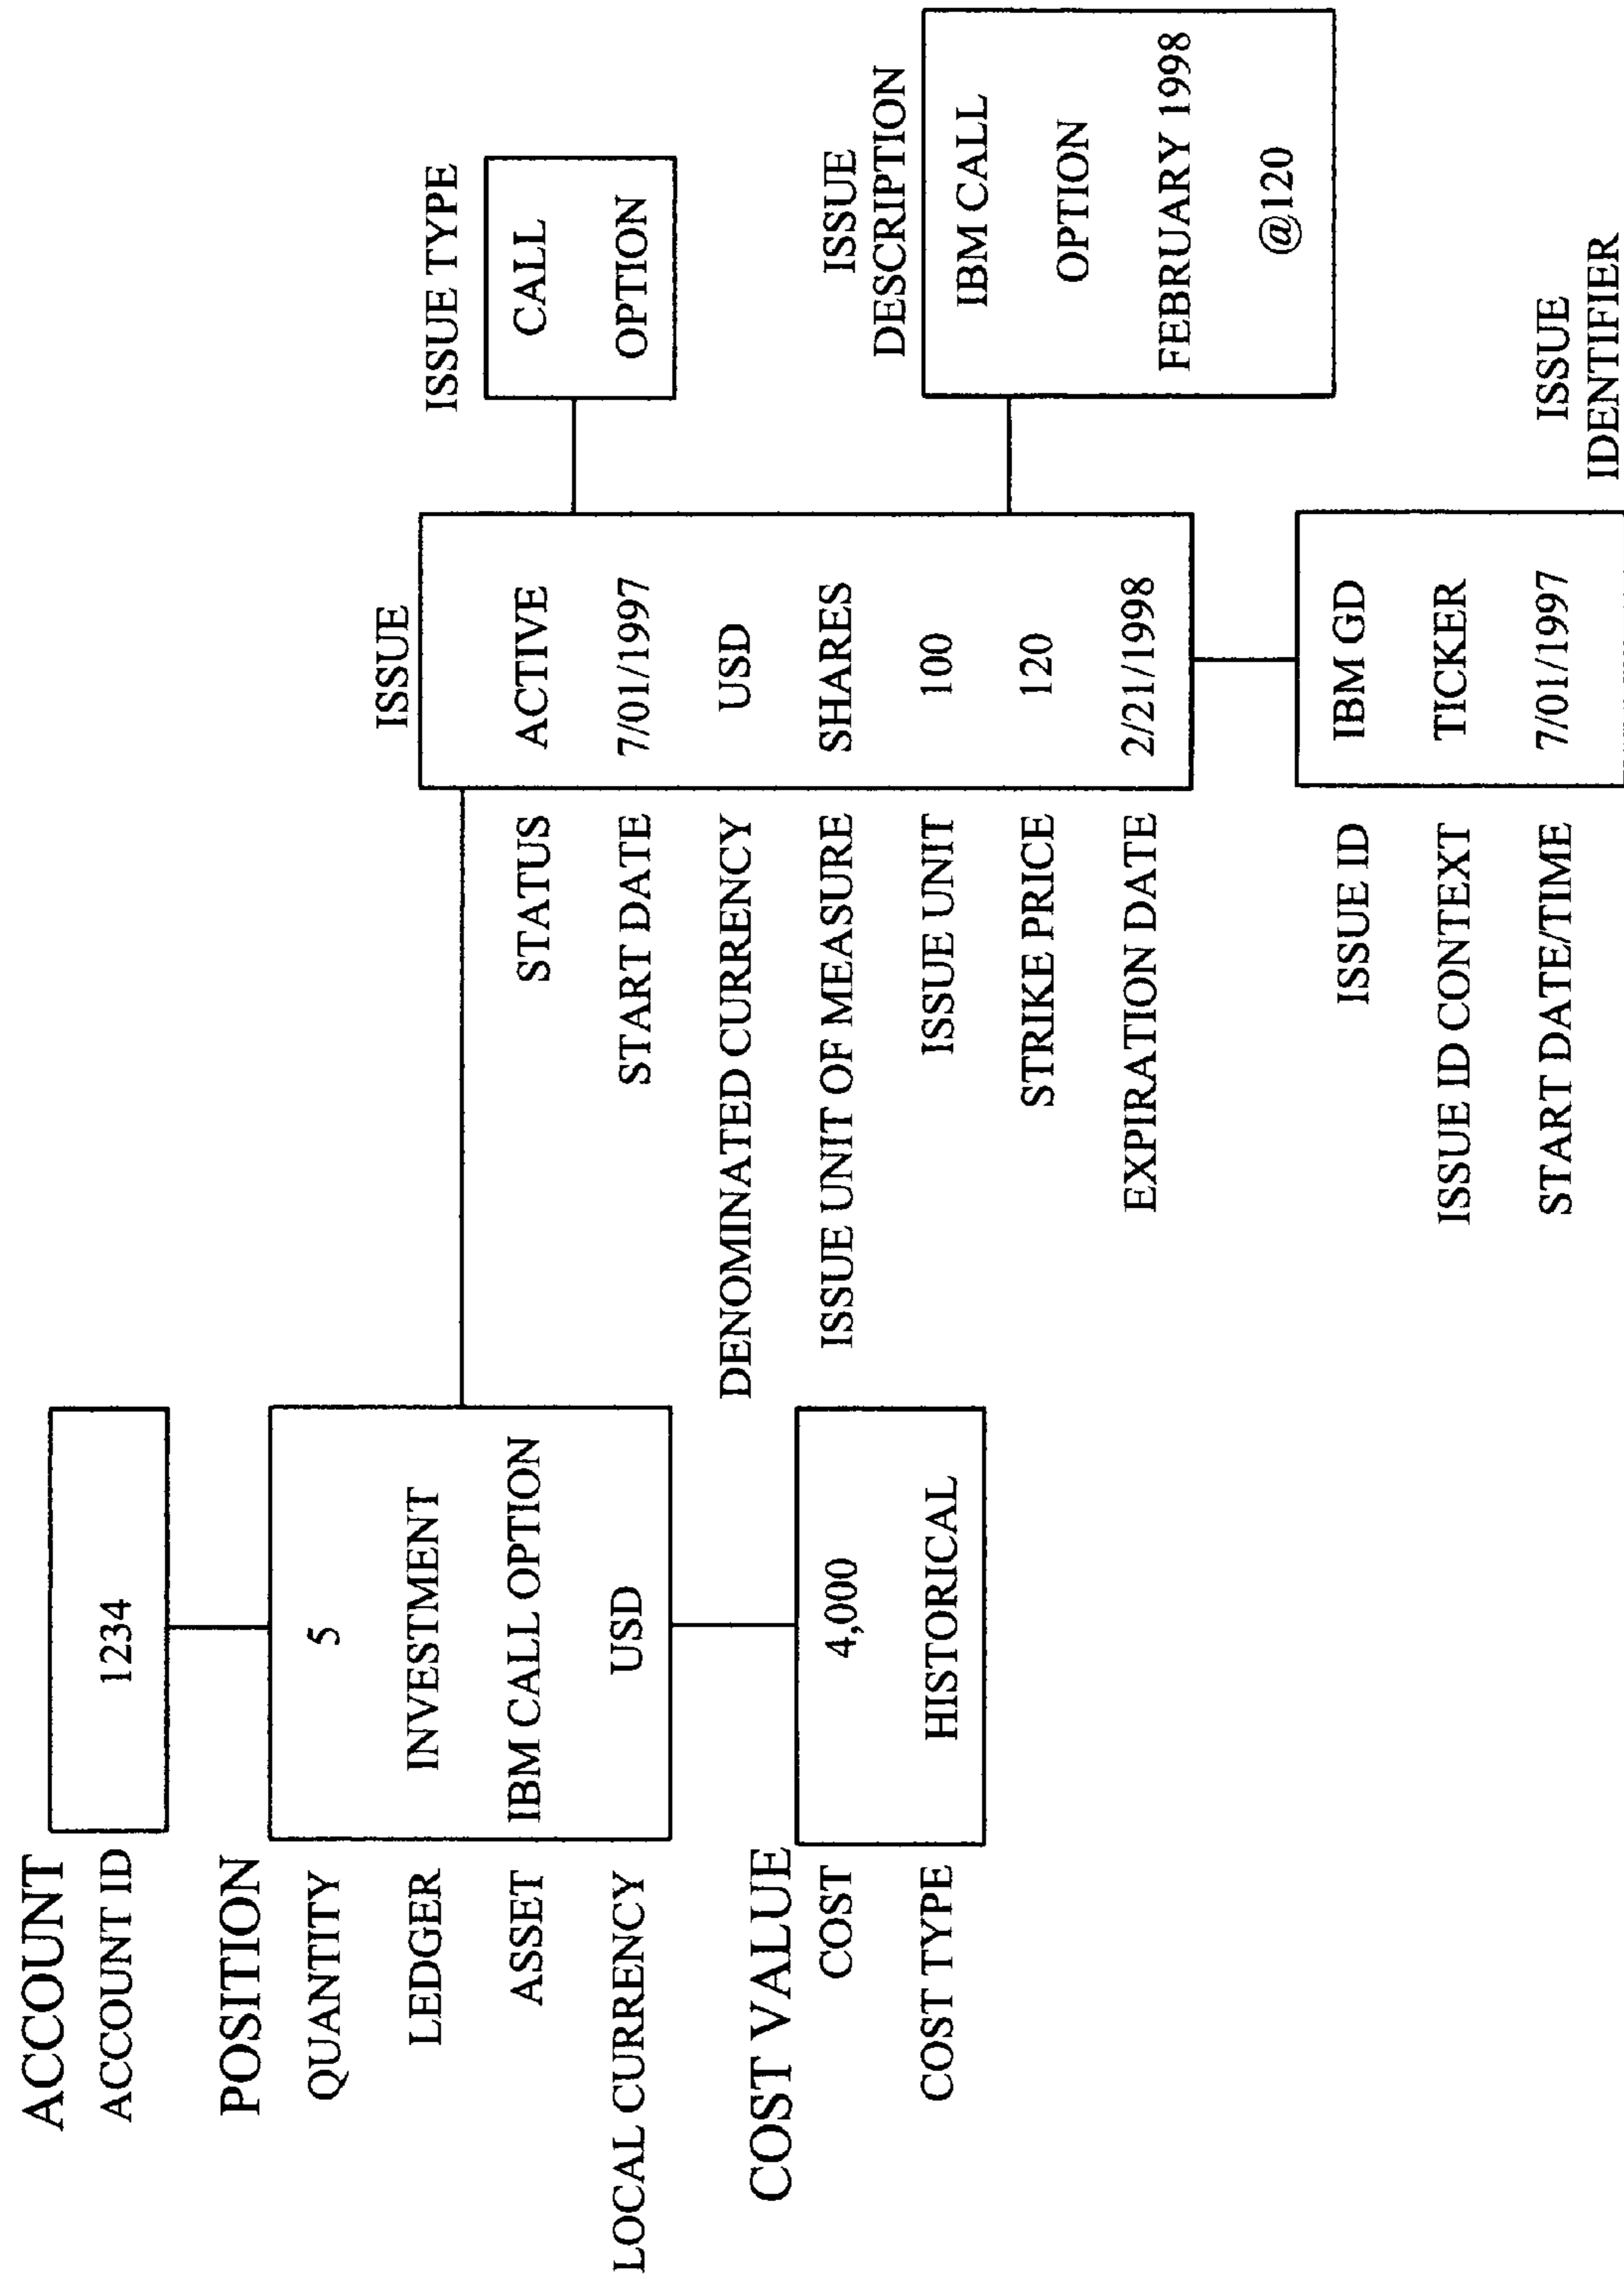 ACCOUNT
ACCOUNT ID 1234
POSITION
QUANTITY 5
LEDGER INVESTMENT
ASSET IBM CALL OPTION
LOCAL CURRENCY USD
COST VALUE
COST 4,000
COST TYPE HISTORICAL
ISSUE
STATUS ACTIVE
START DATE 7/01/1997
DENOMINATED CURRENCY USD
ISSUE UNIT OF MEASURE SHARES
ISSUE UNIT 100
STRIKE PRICE 120
EXPIRATION DATE 2/21/1998
ISSUE ID IBM GD
ISSUE ID CONTEXT TICKER
START DATE/TIME 7/01/1997
ISSUE
IDENTIFIER
ISSUE TYPE
CALL
OPTION
ISSUE
DESCRIPTION
IBM CALL
OPTION
FEBRUARY 1998
@120